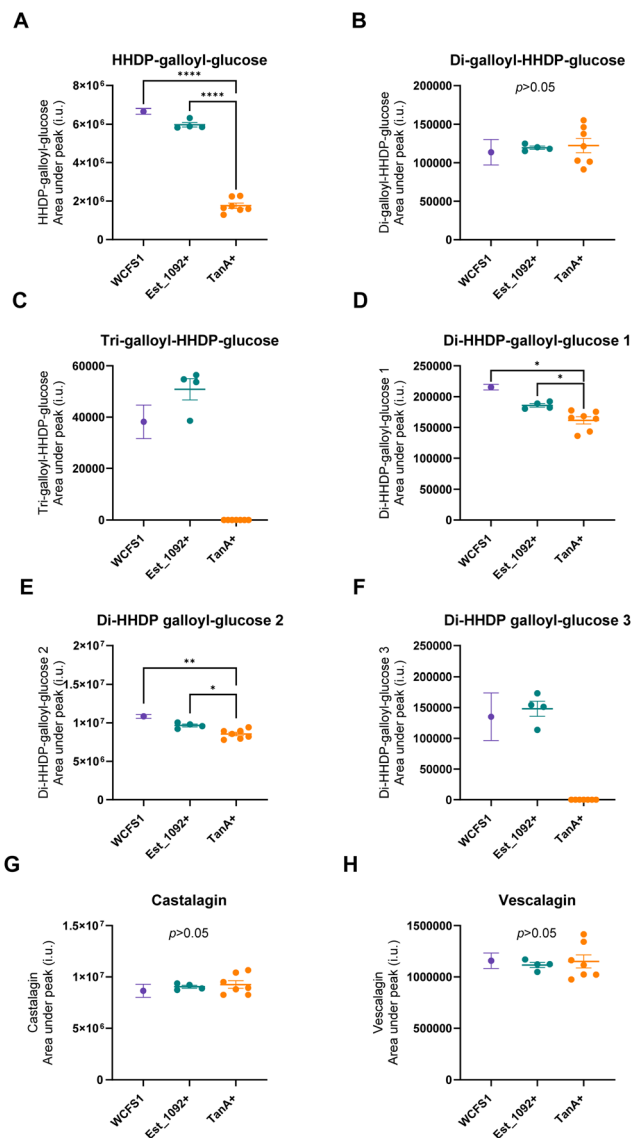 A
HHDP-galloyl-glucose
HHDP-galloyl-glucose
Area under peak (i.u.)
8×10⁶
6×10⁶
4×10⁶
2×10⁶
0
****
****
WCFS1
Est_1092+
TanA+
B
Di-galloyl-HHDP-glucose
Di-galloyl-HHDP-glucose
Area under peak (i.u.)
200000
150000
100000
50000
0
p>0.05
WCFS1
Est_1092+
TanA+
C
Tri-galloyl-HHDP-glucose
Tri-galloyl-HHDP-glucose
Area under peak (i.u.)
60000
40000
20000
0
WCFS1
Est_1092+
TanA+
D
Di-HHDP-galloyl-glucose 1
Di-HHDP-galloyl-glucose 1
Area under peak (i.u.)
250000
200000
150000
100000
50000
0
*
*
WCFS1
Est_1092+
TanA+
E
Di-HHDP galloyl-glucose 2
Di-HHDP-galloyl-glucose 2
Area under peak (i.u.)
2×10⁷
1.5×10⁷
1×10⁷
5×10⁶
0
**
*
WCFS1
Est_1092+
TanA+
F
Di-HHDP galloyl-glucose 3
Di-HHDP-galloyl-glucose 3
Area under peak (i.u.)
250000
200000
150000
100000
50000
0
WCFS1
Est_1092+
TanA+
G
Castalagin
Castalagin
Area under peak (i.u.)
1.5×10⁷
1×10⁷
5×10⁶
0
p>0.05
WCFS1
Est_1092+
TanA+
H
Vescalagin
Vescalagin
Area under peak (i.u.)
1500000
1000000
500000
0
p>0.05
WCFS1
Est_1092+
TanA+